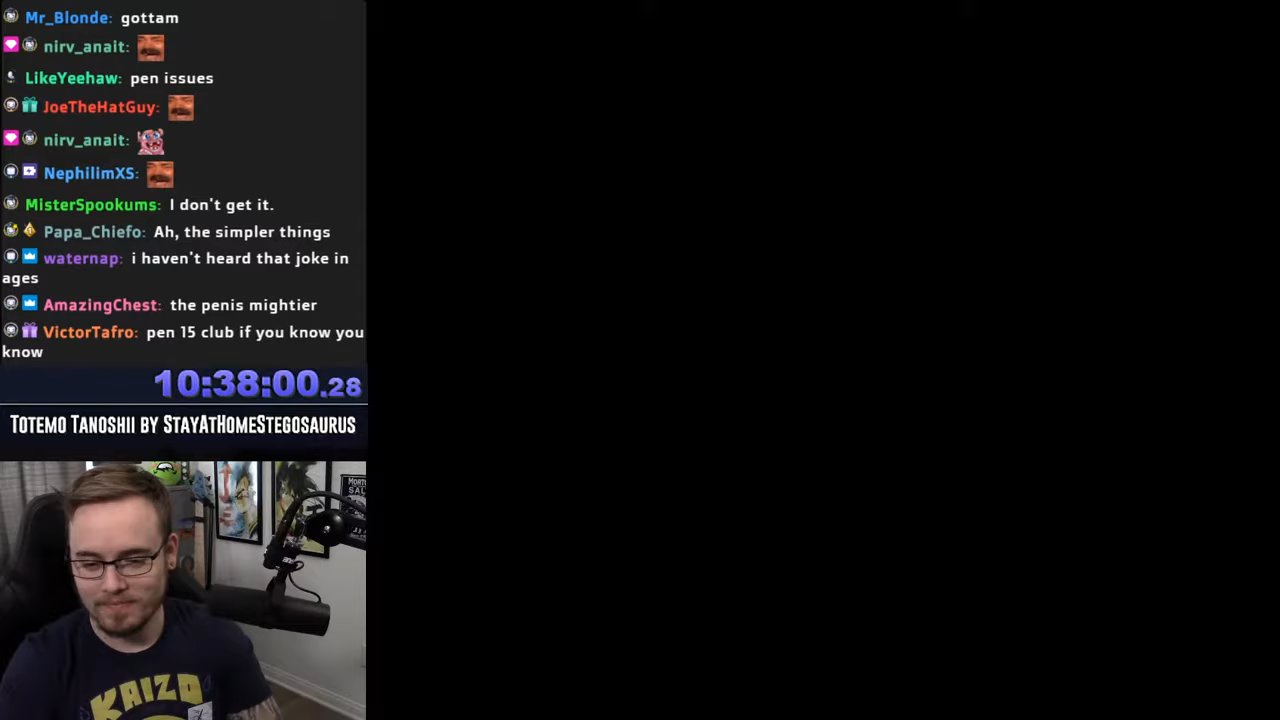 Mr_Blonde: gottam
nirv_anait:
LikeYeehaw: pen issues
JoeTheHatGuy:
nirv_anait:
NephilimXS:
MisterSpookums: I don't get it.
Papa_Chiefo: Ah, the simpler things
waternap: i haven't heard that joke in
ages
AmazingChest: the penis mightier
VictorTafro: pen 15 club if you know you
know
10:38:00.28
TOTEMO TANOSHII BY STAYATHOMESTEGOSAURUS
KAIZO